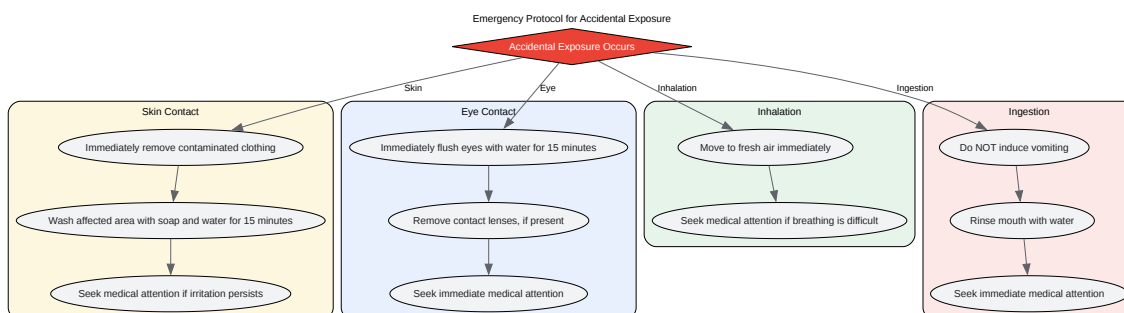 Emergency Protocol for Accidental Exposure
Accidental Exposure Occurs
Skin
Eye
Inhalation
Ingestion
Skin Contact
Immediately remove contaminated clothing
Wash affected area with soap and water for 15 minutes
Seek medical attention if irritation persists
Eye Contact
Immediately flush eyes with water for 15 minutes
Remove contact lenses, if present
Seek immediate medical attention
Inhalation
Move to fresh air immediately
Seek medical attention if breathing is difficult
Ingestion
Do NOT induce vomiting
Rinse mouth with water
Seek immediate medical attention